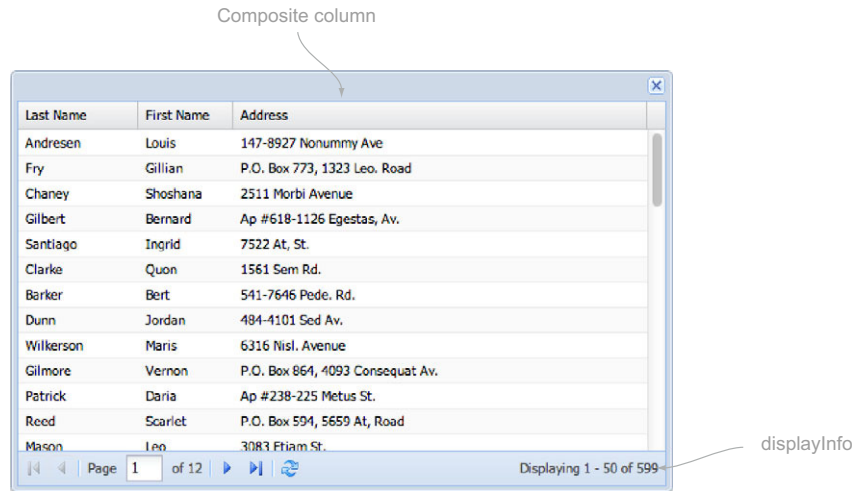 Composite column
Last Name First Name Address
Andresen Louis 147-8927 Nonummy Ave
Fry Gillian P.O. Box 773, 1323 Leo. Road
Chaney Shoshana 2511 Morbi Avenue
Gilbert Bernard Ap #618-1126 Egestas, Av.
Santiago Ingrid 7522 At, St.
Clarke Quon 1561 Sem Rd.
Barker Bert 541-7646 Pede. Rd.
Dunn Jordan 484-4101 Sed Av.
Wilkerson Maris 6316 Nisl. Avenue
Gilmore Vernon P.O. Box 864, 4093 Consequat Av.
Patrick Daria Ap #238-225 Metus St.
Reed Scarlet P.O. Box 594, 5659 At, Road
Mason Leo 3083 Etiam St.
Page 1 of 12 Displaying 1 - 50 of 599
displayInfo